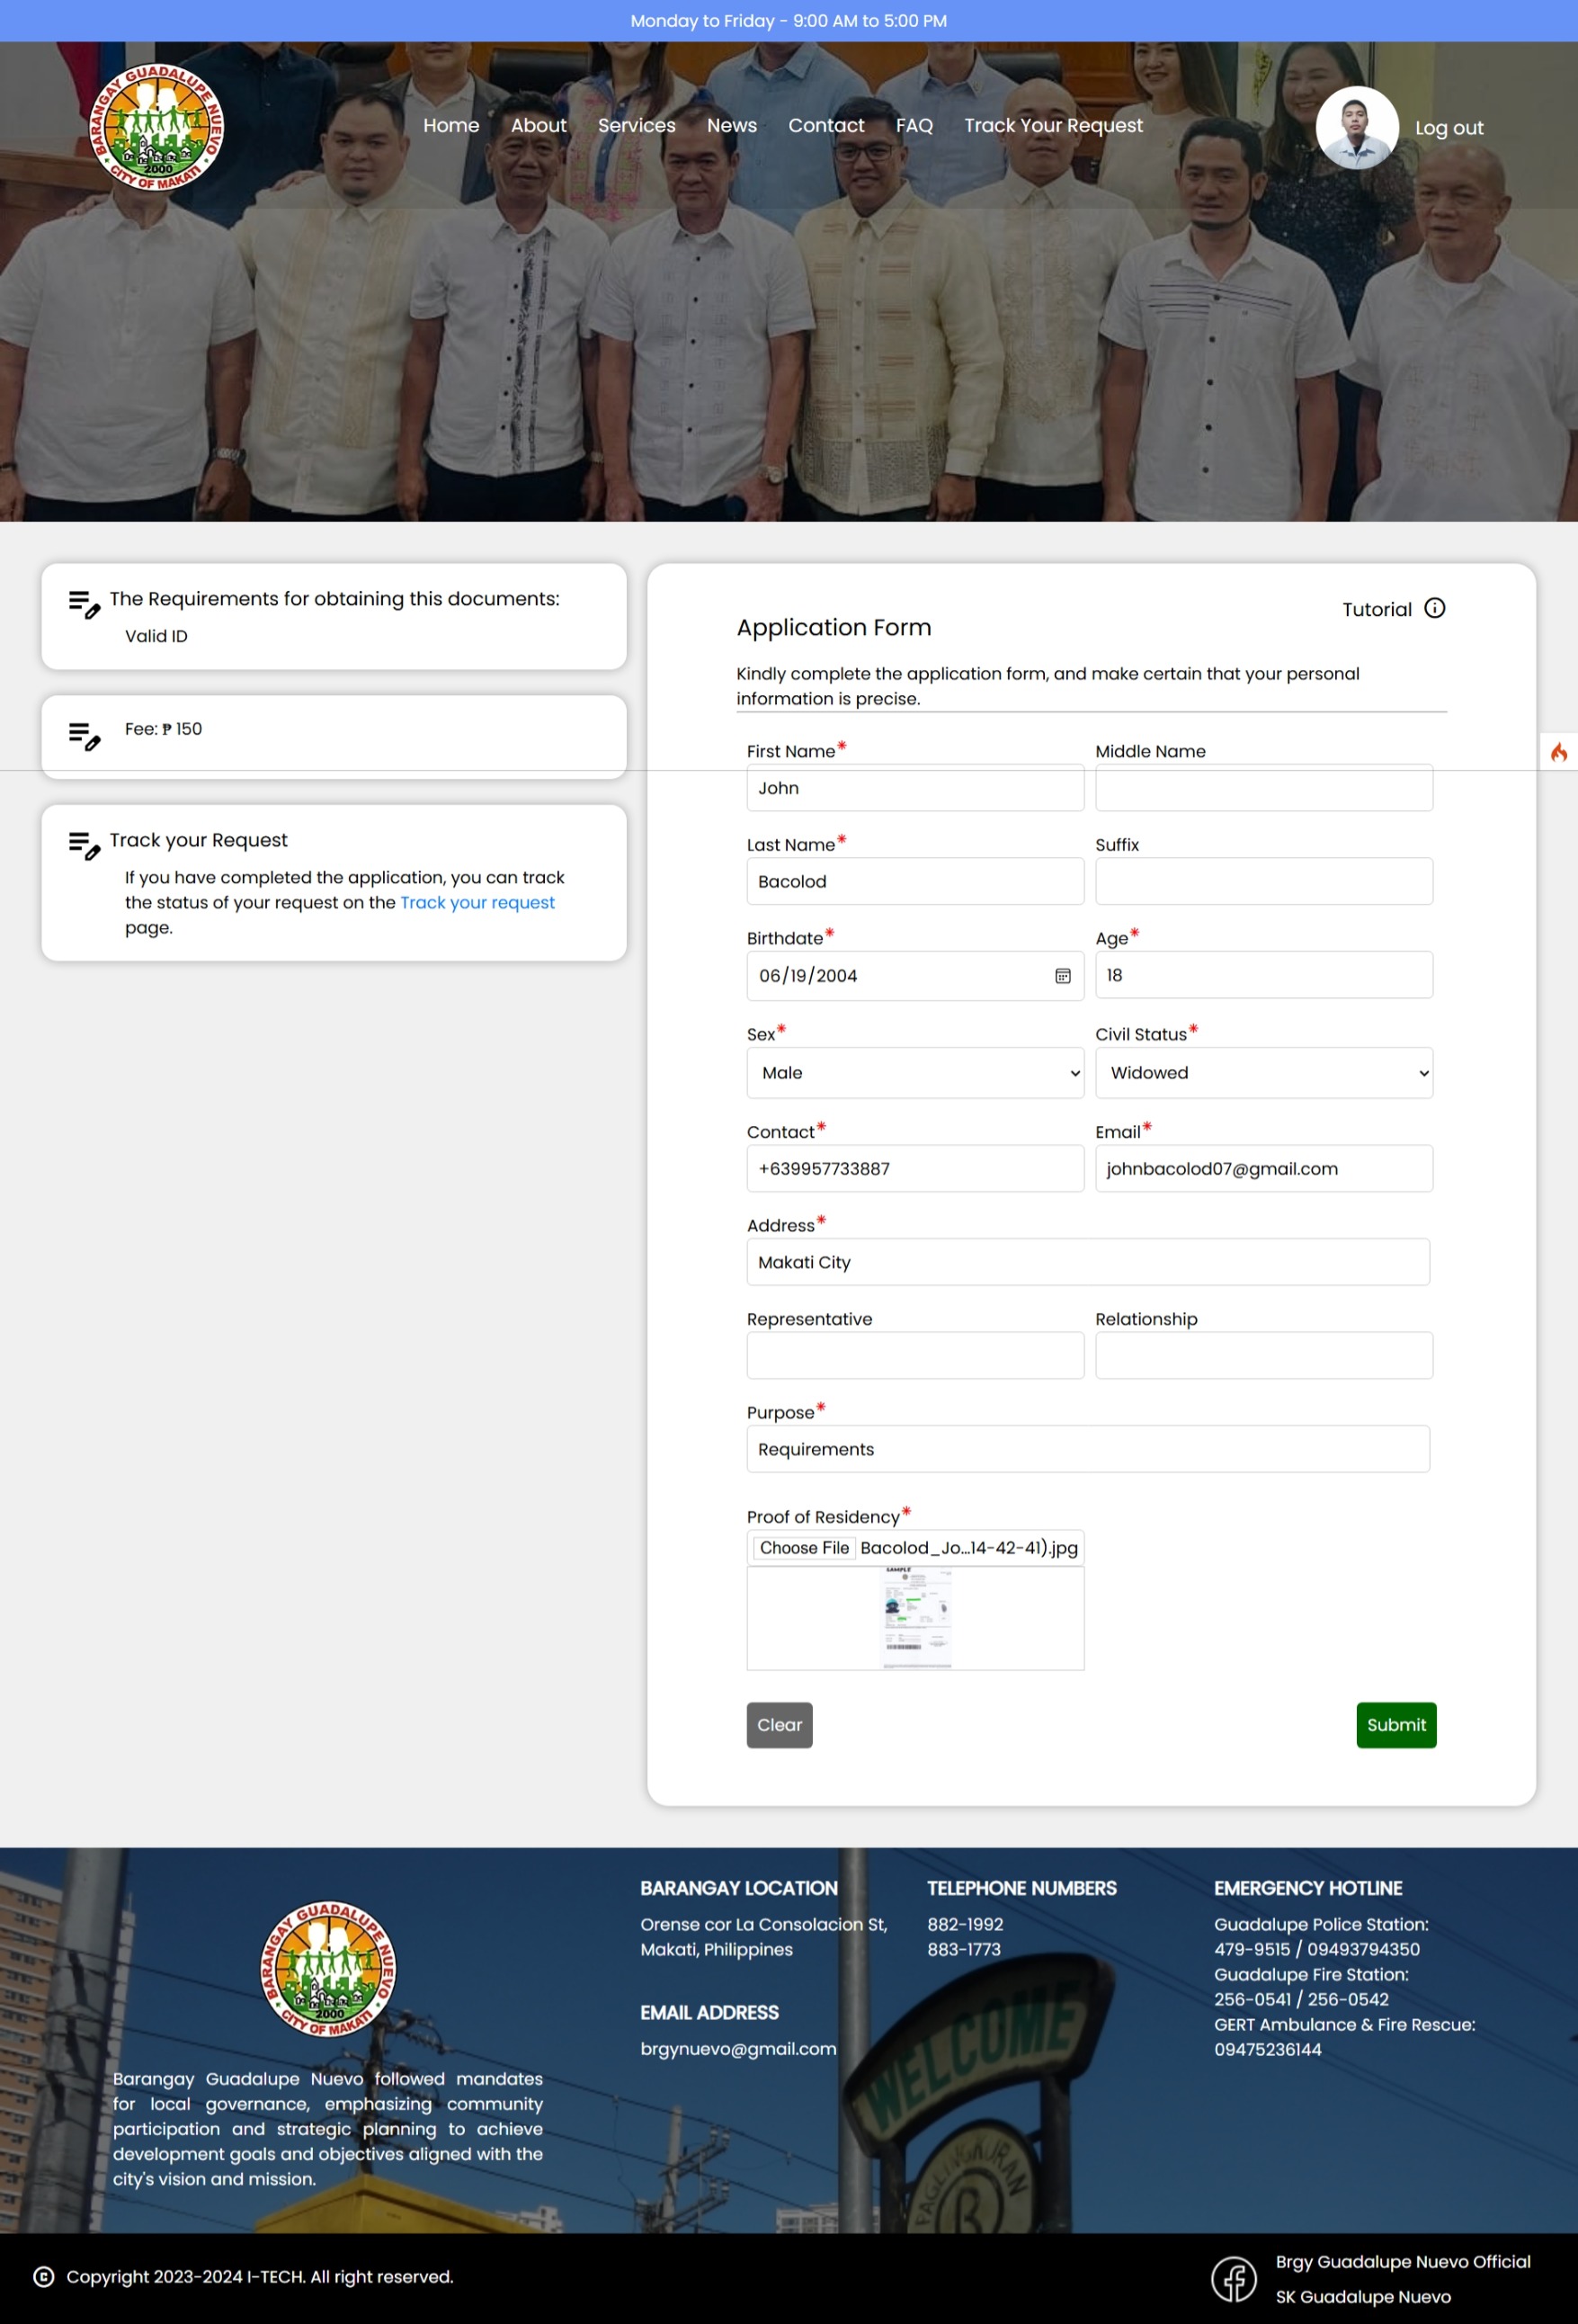 Monday to Friday - 9:00 AM to 5:00 PM
BARANGAY GUADALUPE NUEVO
2000
CITY OF MAKATI
Home About Services News Contact FAQ Track Your Request
Log out
The Requirements for obtaining this documents:
Valid ID
Fee: ₱ 150
Track your Request
If you have completed the application, you can track
the status of your request on the Track your request
page.
Tutorial
Application Form
Kindly complete the application form, and make certain that your personal
information is precise.
First Name* Middle Name
John
Last Name* Suffix
Bacolod
Birthdate* Age*
06/19/2004 18
Sex* Civil Status*
Male Widowed
Contact* Email*
+639957733887 johnbacolod07@gmail.com
Address*
Makati City
Representative Relationship
Purpose*
Requirements
Proof of Residency*
Choose File Bacolod_Jo...14-42-41).jpg
SAMPLE
Clear Submit
BARANGAY GUADALUPE NUEVO
2000
CITY OF MAKATI
Barangay Guadalupe Nuevo followed mandates
for local governance, emphasizing community
participation and strategic planning to achieve
development goals and objectives aligned with the
city's vision and mission.
BARANGAY LOCATION
Orense cor La Consolacion St,
Makati, Philippines
EMAIL ADDRESS
brgynuevo@gmail.com
TELEPHONE NUMBERS
882-1992
883-1773
EMERGENCY HOTLINE
Guadalupe Police Station:
479-9515 / 09493794350
Guadalupe Fire Station:
256-0541 / 256-0542
GERT Ambulance & Fire Rescue:
09475236144
WELCOME
Copyright 2023-2024 I-TECH. All right reserved.
Brgy Guadalupe Nuevo Official
SK Guadalupe Nuevo